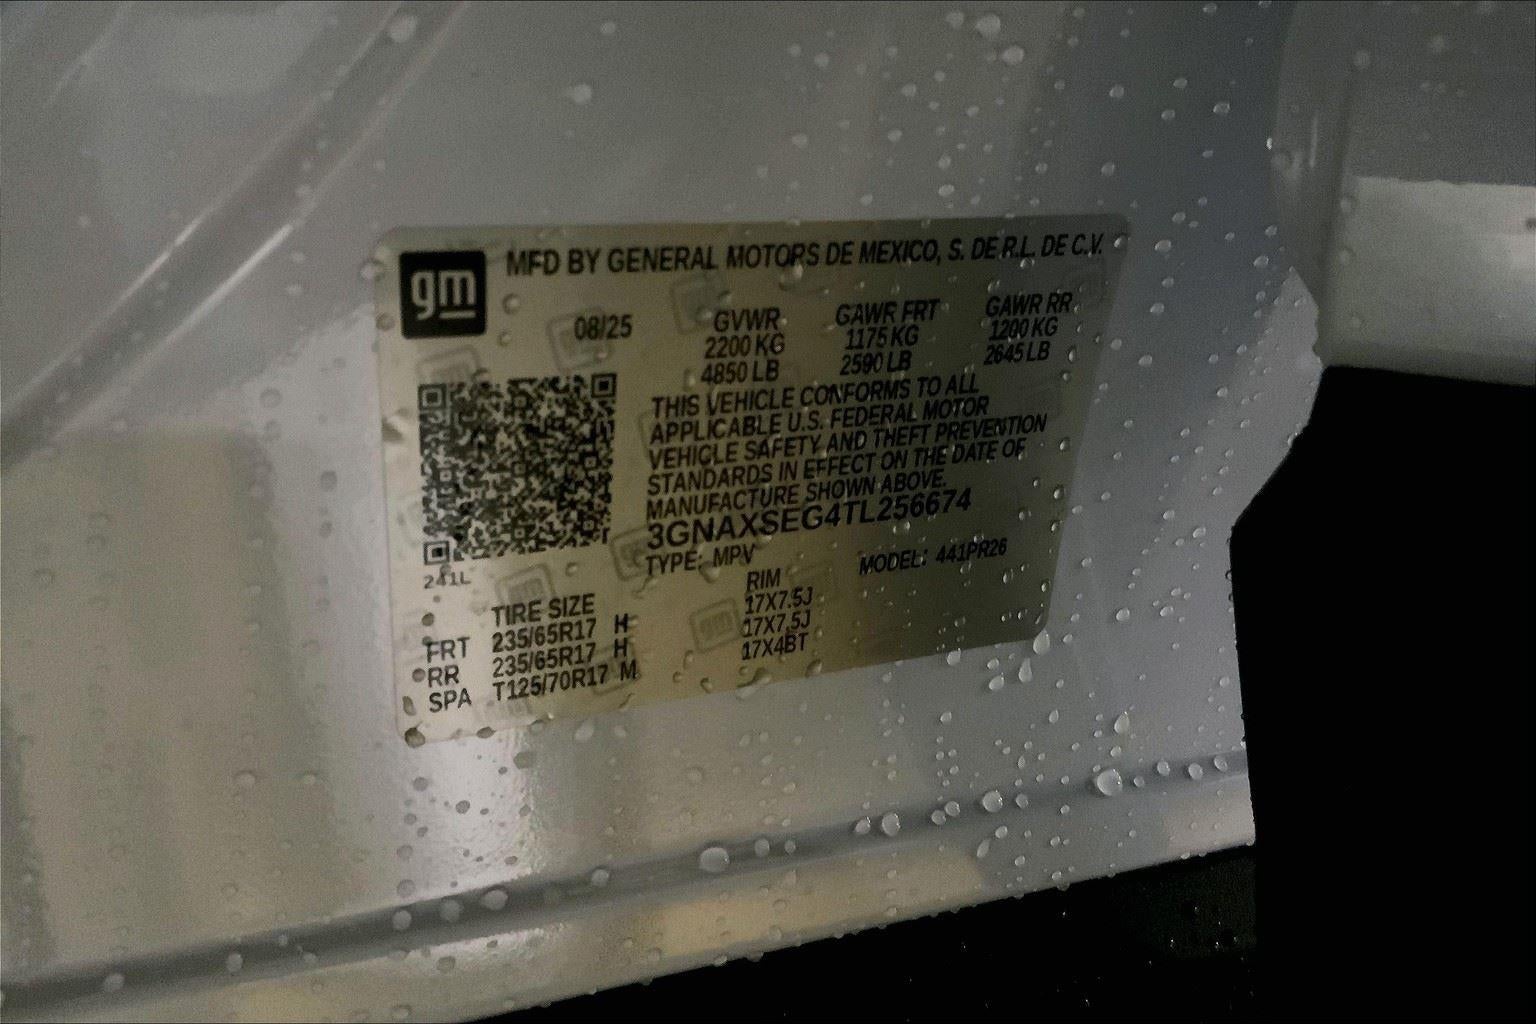 gm
MFD BY GENERAL MOTORS DE MEXICO, S. DE R.L. DE C.V.
08/25 GVWR GAWR FRT GAWR RR
2200 KG 1175 KG 1200 KG
4850 LB 2590 LB 2645 LB
THIS VEHICLE CONFORMS TO ALL
APPLICABLE U.S. FEDERAL MOTOR
VEHICLE SAFETY AND THEFT PREVENTION
STANDARDS IN EFFECT ON THE DATE OF
MANUFACTURE SHOWN ABOVE.
3GNAXSEG4TL256674
TYPE: MPV MODEL: 441PR26
241L
TIRE SIZE RIM
FRT 235/65R17 H 17X7.5J
RR 235/65R17 H 17X7.5J
SPA T125/70R17 M 17X4BT